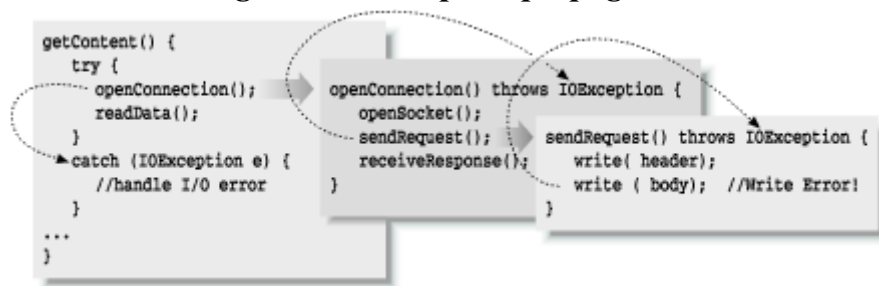 getContent() {
try {
openConnection();
readData();
}
catch (IOException e) {
//handle I/O error
}
...
}
openConnection() throws IOException {
openSocket();
sendRequest();
receiveResponse();
}
sendRequest() throws IOException {
write( header);
write ( body); //Write Error!
}